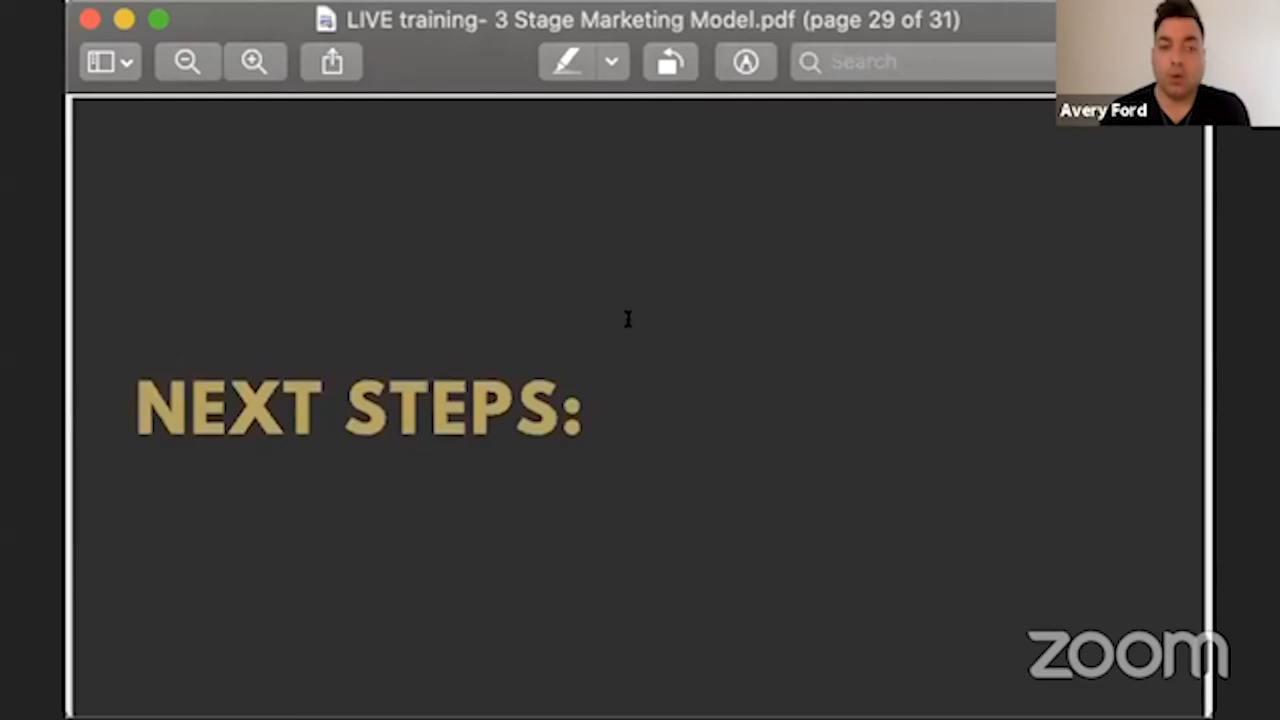 LIVE training- 3 Stage Marketing Model.pdf (page 29 of 31)
Search
Avery Ford
NEXT STEPS:
zoom